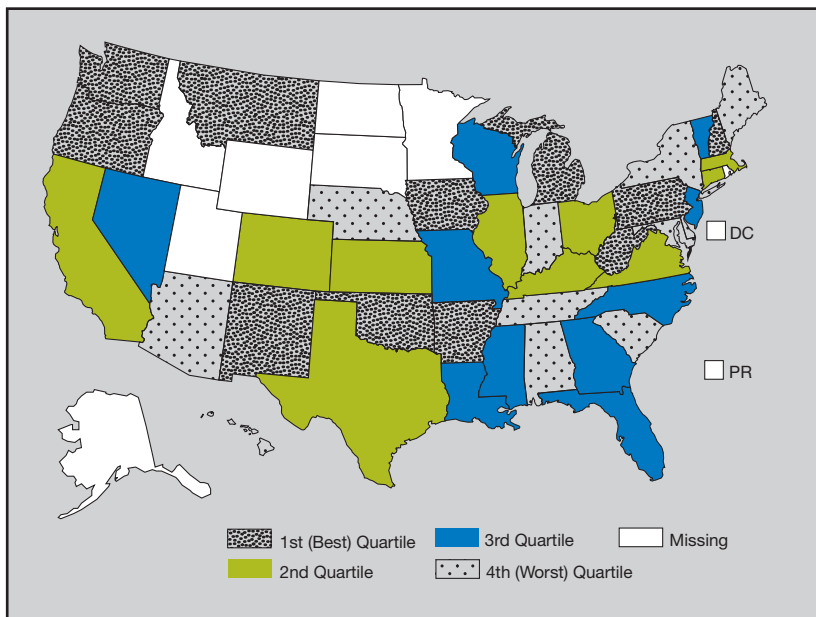 DC
PR
1st (Best) Quartile
3rd Quartile
Missing
2nd Quartile
4th (Worst) Quartile